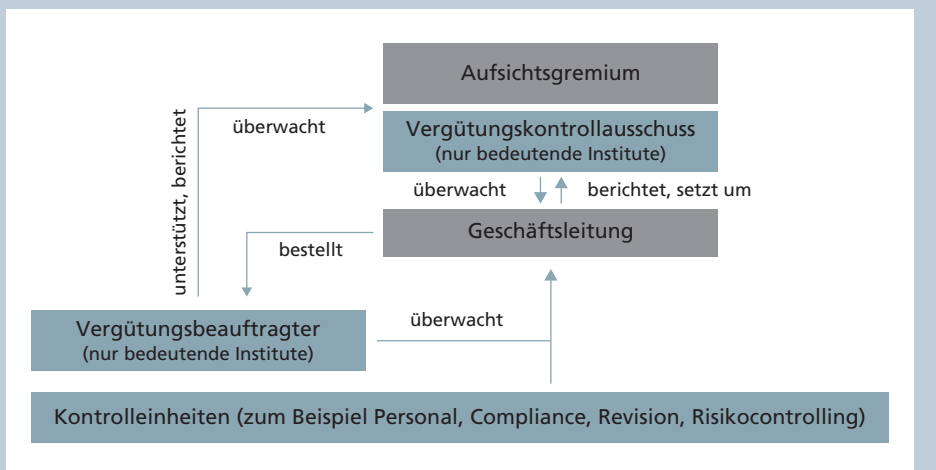 Aufsichtsgremium
unterstützt, berichtet
überwacht
Vergütungskontrollausschuss
(nur bedeutende Institute)
überwacht
berichtet, setzt um
Geschäftsleitung
bestellt
Vergütungsbeauftragter
(nur bedeutende Institute)
überwacht
Kontrolleinheiten (zum Beispiel Personal, Compliance, Revision, Risikocontrolling)